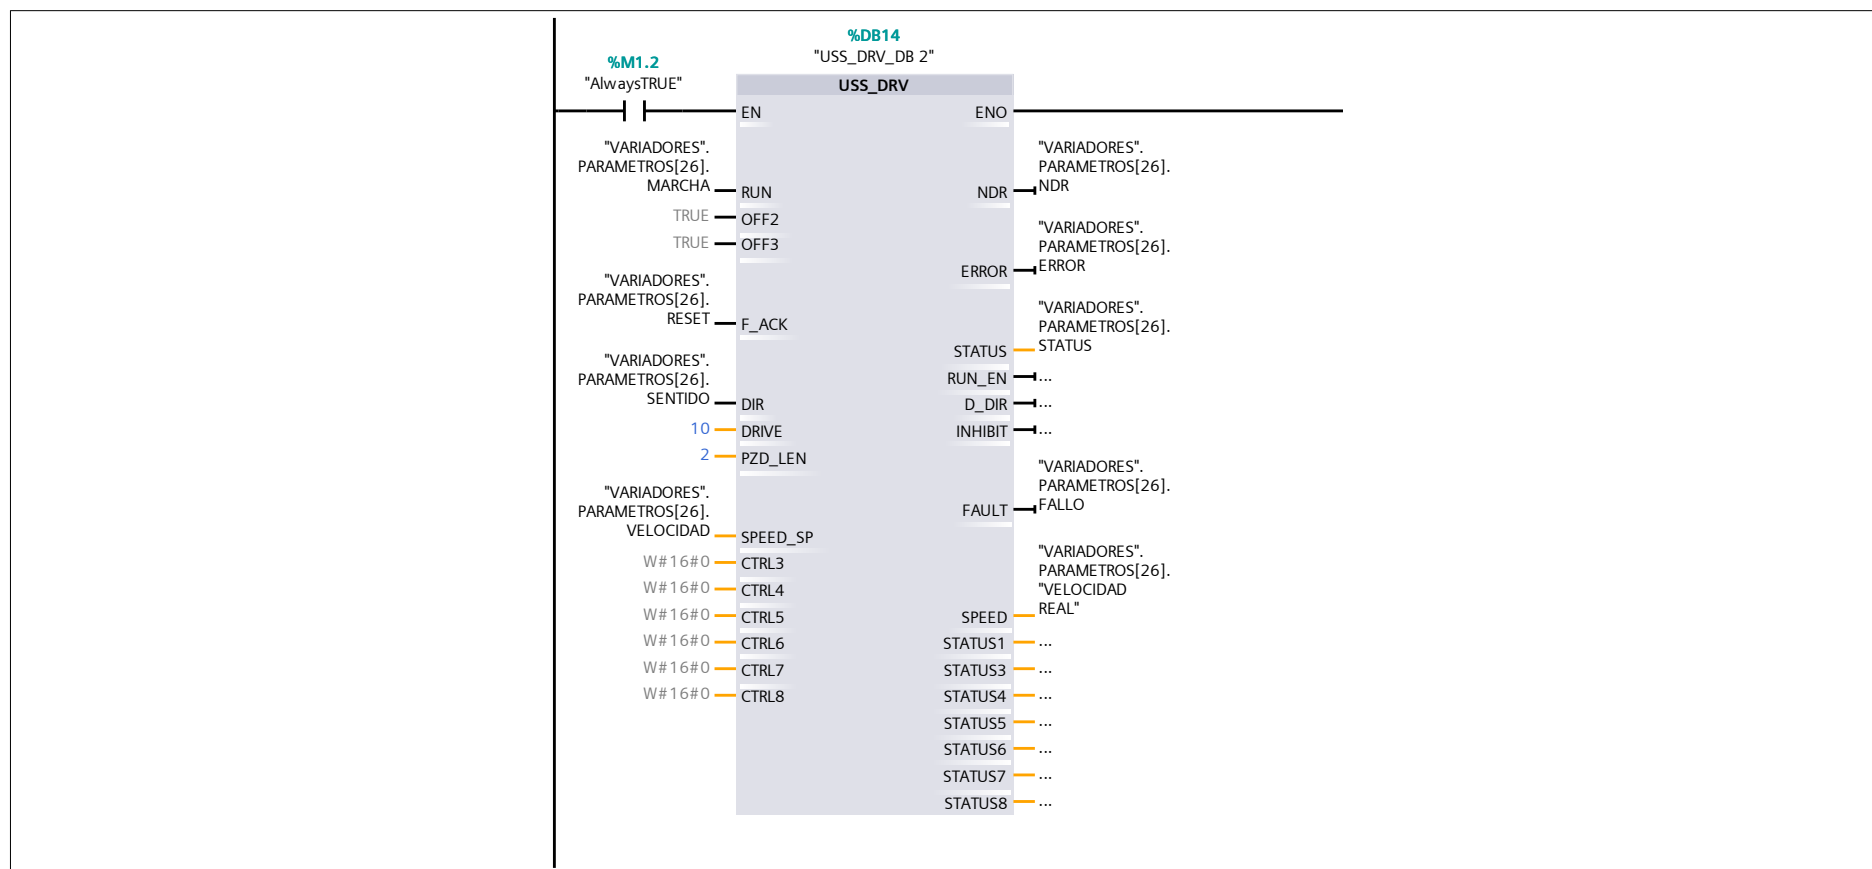 %DB14
"USS_DRV_DB 2"
%M1.2
"AlwaysTRUE"
USS_DRV
EN
ENO
"VARIADORES".
PARAMETROS[26].
MARCHA
RUN
"VARIADORES".
PARAMETROS[26].
NDR
NDR
TRUE
OFF2
TRUE
OFF3
"VARIADORES".
PARAMETROS[26].
ERROR
ERROR
"VARIADORES".
PARAMETROS[26].
RESET
F_ACK
"VARIADORES".
PARAMETROS[26].
STATUS
STATUS
"VARIADORES".
PARAMETROS[26].
SENTIDO
DIR
RUN_EN
...
D_DIR
...
10
DRIVE
INHIBIT
...
2
PZD_LEN
"VARIADORES".
PARAMETROS[26].
FALLO
FAULT
"VARIADORES".
PARAMETROS[26].
VELOCIDAD
SPEED_SP
"VARIADORES".
PARAMETROS[26].
"VELOCIDAD
REAL"
W#16#0
CTRL3
W#16#0
CTRL4
W#16#0
CTRL5
SPEED
W#16#0
CTRL6
STATUS1
...
W#16#0
CTRL7
STATUS3
...
W#16#0
CTRL8
STATUS4
...
STATUS5
...
STATUS6
...
STATUS7
...
STATUS8
...